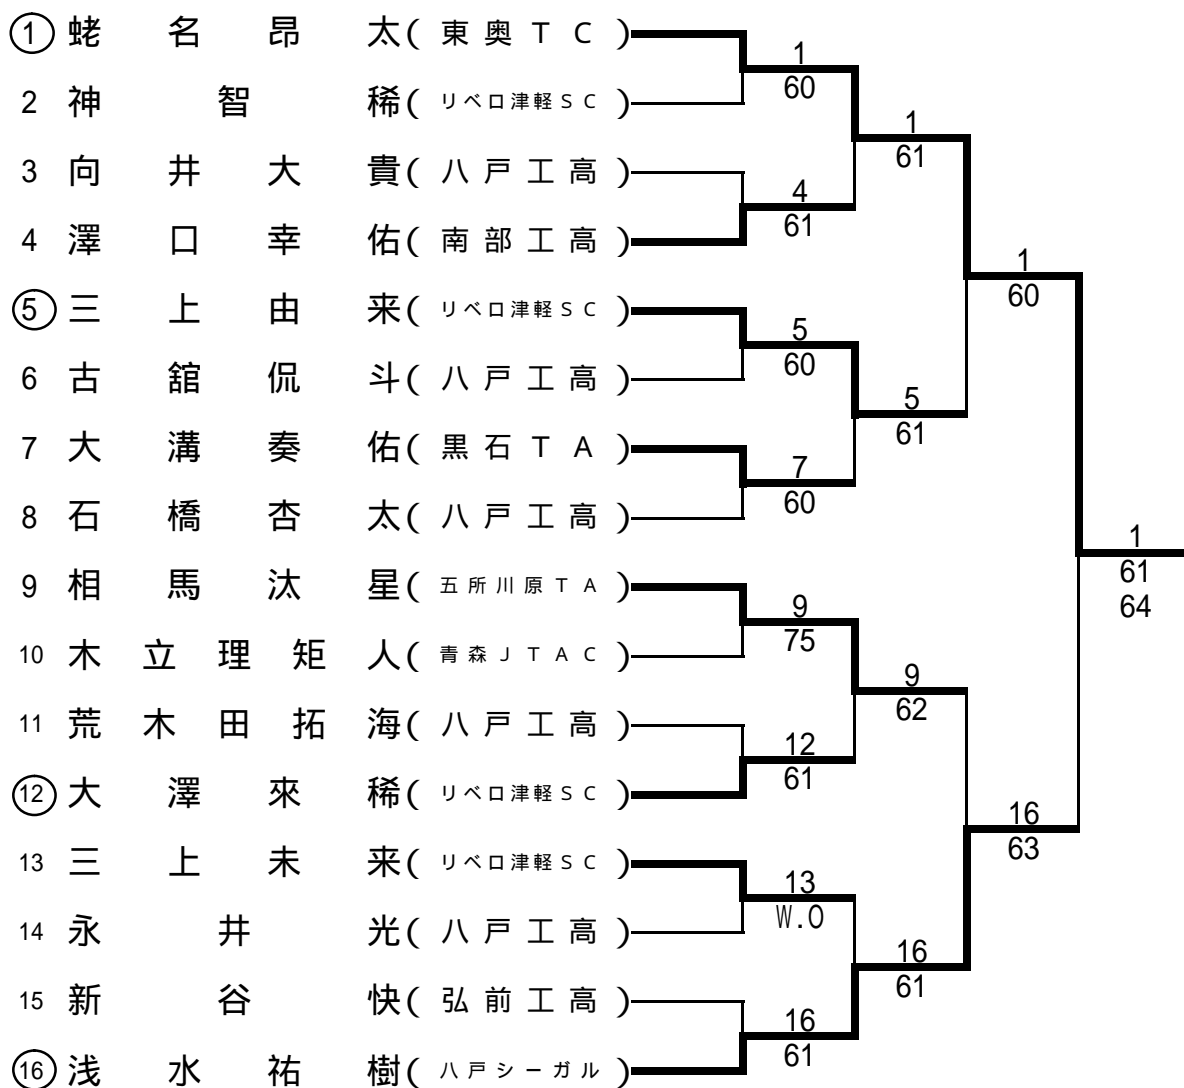 ① 蛯名昂太(東奥TC)
2 神智稀(リベロ津軽SC)
3 向井大貴(八戸工高)
4 澤口幸佑(南部工高)
⑤ 三上由来(リベロ津軽SC)
6 古舘侃斗(八戸工高)
7 大溝奏佑(黒石TA)
8 石橋杏太(八戸工高)
9 相馬汰星(五所川原TA)
10 木立理矩人(青森JTAC)
11 荒木田拓海(八戸工高)
⑫ 大澤來稀(リベロ津軽SC)
13 三上未来(リベロ津軽SC)
14 永井光(八戸工高)
15 新谷快(弘前工高)
⑯ 浅水祐樹(八戸シーガル)
1
60
4
61
5
60
7
60
9
75
12
61
13
W.O
16
61
1
61
5
61
9
62
16
61
1
60
16
63
1
61
64